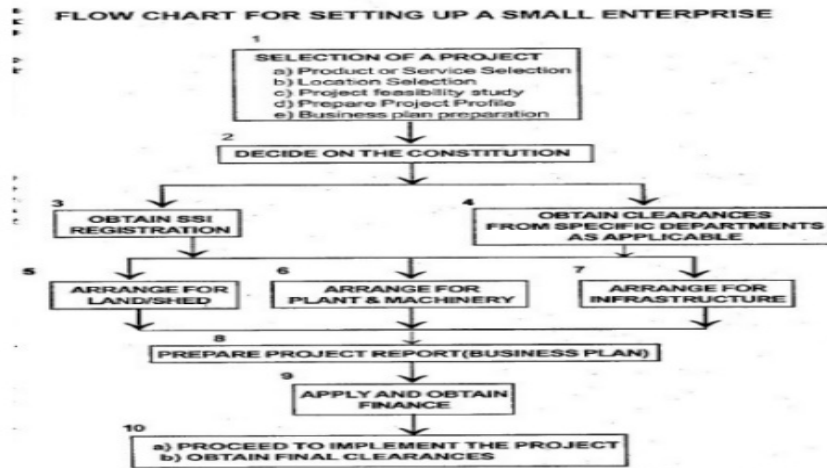 FLOW CHART FOR SETTING UP A SMALL ENTERPRISE
1
SELECTION OF A PROJECT
a) Product or Service Selection
b) Location Selection
c) Project feasibility study
d) Prepare Project Profile
e) Business plan preparation
2
DECIDE ON THE CONSTITUTION
3
OBTAIN SSI
REGISTRATION
4
OBTAIN CLEARANCES
FROM SPECIFIC DEPARTMENTS
AS APPLICABLE
5
ARRANGE FOR
LAND/SHED
6
ARRANGE FOR
PLANT & MACHINERY
7
ARRANGE FOR
INFRASTRUCTURE
8
PREPARE PROJECT REPORT(BUSINESS PLAN)
9
APPLY AND OBTAIN
FINANCE
10
a) PROCEED TO IMPLEMENT THE PROJECT
b) OBTAIN FINAL CLEARANCES